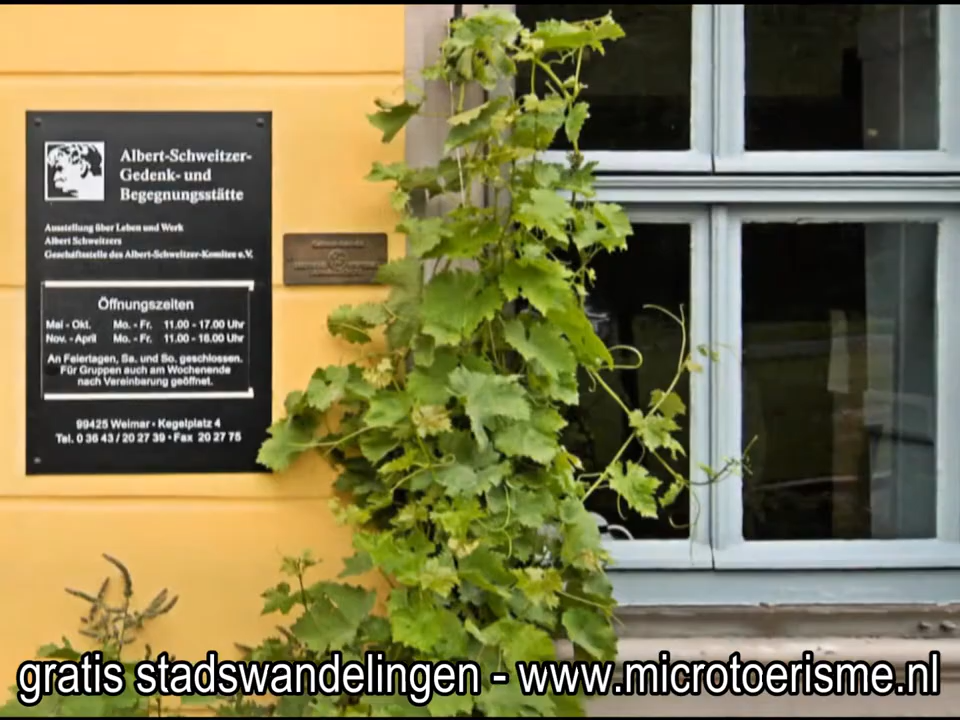 Albert-Schweitzer-
Gedenk- und
Begegnungsstätte
Ausstellung über Leben und Werk
Albert Schweitzers
Geschäftsstelle des Albert-Schweitzer-Komitee e.V.
Öffnungszeiten
Mai - Okt. Mo. - Fr. 11.00 - 17.00 Uhr
Nov. - April Mo. - Fr. 11.00 - 16.00 Uhr
An Feiertagen, Sa. und So. geschlossen.
Für Gruppen auch am Wochenende
nach Vereinbarung geöffnet.
99425 Weimar • Kegelplatz 4
Tel. 0 36 43 / 20 27 39 • Fax 20 27 75
gratis stadswandelingen - www.microtoerisme.nl